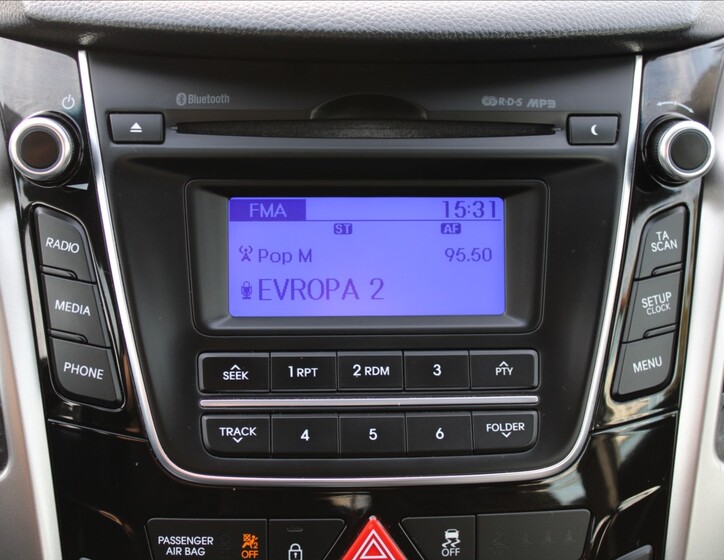 Bluetooth R·D·S MP3
FMA 15:31
ST AF
Pop M 95.50
EVROPA 2
RADIO
MEDIA
PHONE
TA
SCAN
SETUP
CLOCK
MENU
SEEK 1 RPT 2 RDM 3 PTY
TRACK 4 5 6 FOLDER
PASSENGER
AIR BAG
2
OFF
OFF